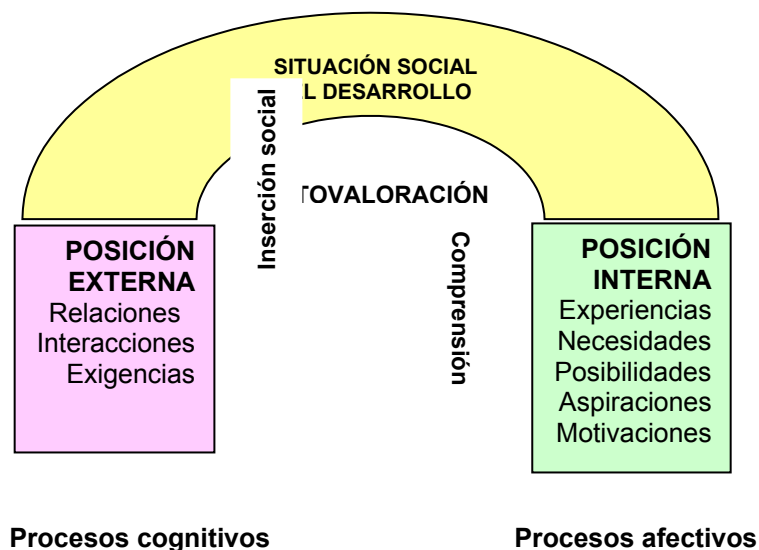 SITUACIÓN SOCIAL
EL DESARROLLO
Inserción social
TOVALORACIÓN
Comprensión
POSICIÓN
EXTERNA
Relaciones
Interacciones
Exigencias
POSICIÓN
INTERNA
Experiencias
Necesidades
Posibilidades
Aspiraciones
Motivaciones
Procesos cognitivos
Procesos afectivos